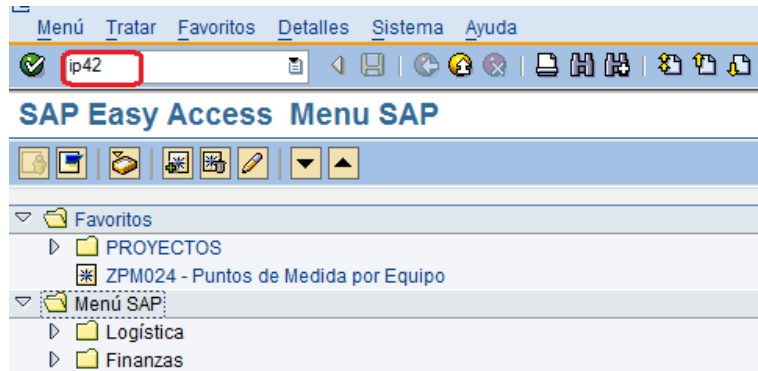 Menú Tratar Favoritos Detalles Sistema Ayuda
ip42
SAP Easy Access Menu SAP
Favoritos
PROYECTOS
ZPM024 - Puntos de Medida por Equipo
Menú SAP
Logística
Finanzas